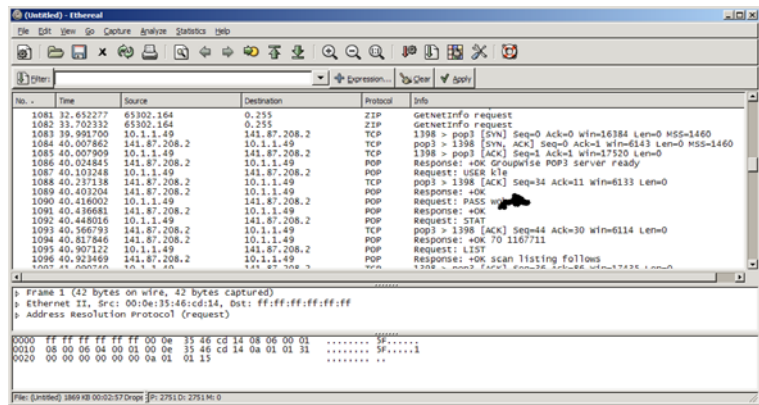 (Untitled) - Ethereal
File Edit View Go Capture Analyze Statistics Help
Filter: Expression... Clear Apply
No. . Time Source Destination Protocol Info
1081 32.652277 65302.164 0.255 ZIP GetNetInfo request
1082 33.702332 65302.164 0.255 ZIP GetNetInfo request
1083 39.991700 10.1.1.49 141.87.208.2 TCP 1398 > pop3 [SYN] Seq=0 Ack=0 Win=16384 Len=0 MSS=1460
1084 40.007862 141.87.208.2 10.1.1.49 TCP pop3 > 1398 [SYN, ACK] Seq=0 Ack=1 Win=6143 Len=0 MSS=1460
1085 40.007909 10.1.1.49 141.87.208.2 TCP 1398 > pop3 [ACK] Seq=1 Ack=1 Win=17520 Len=0
1086 40.024845 141.87.208.2 10.1.1.49 POP Response: +OK GroupWise POP3 server ready
1087 40.103248 10.1.1.49 141.87.208.2 POP Request: USER kle
1088 40.237138 141.87.208.2 10.1.1.49 TCP pop3 > 1398 [ACK] Seq=34 Ack=11 Win=6133 Len=0
1089 40.403204 141.87.208.2 10.1.1.49 POP Response: +OK
1090 40.416002 10.1.1.49 141.87.208.2 POP Request: PASS
1091 40.436681 141.87.208.2 10.1.1.49 POP Response: +OK
1092 40.448016 10.1.1.49 141.87.208.2 POP Request: STAT
1093 40.566793 141.87.208.2 10.1.1.49 TCP pop3 > 1398 [ACK] Seq=44 Ack=30 Win=6114 Len=0
1094 40.817846 141.87.208.2 10.1.1.49 POP Response: +OK 70 1167711
1095 40.907122 10.1.1.49 141.87.208.2 POP Request: LIST
1096 40.923469 141.87.208.2 10.1.1.49 POP Response: +OK scan listing follows
Frame 1 (42 bytes on wire, 42 bytes captured)
Ethernet II, Src: 00:0e:35:46:cd:14, Dst: ff:ff:ff:ff:ff:ff
Address Resolution Protocol (request)
0000 ff ff ff ff ff ff 00 0e 35 46 cd 14 08 06 00 01 ........ 5F......
0010 08 00 06 04 00 01 00 0e 35 46 cd 14 0a 01 01 31 ........ 5F.....1
0020 00 00 00 00 00 00 0a 01 01 15 ........ ..
File: (Untitled) 1869 KB 00:02:57 Drops P: 2751 D: 2751 M: 0